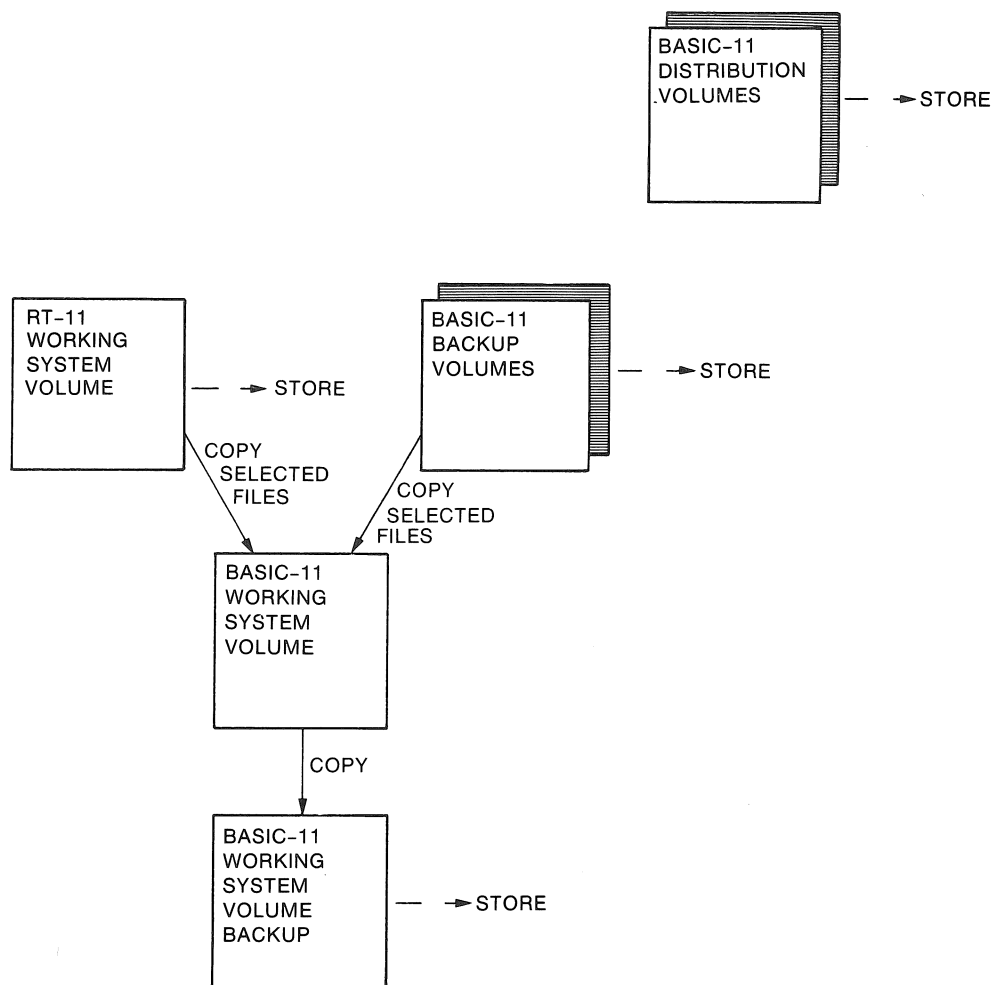 BASIC-11
DISTRIBUTION
VOLUMES
STORE
RT-11
WORKING
SYSTEM
VOLUME
STORE
BASIC-11
BACKUP
VOLUMES
STORE
COPY
SELECTED
FILES
COPY
SELECTED
FILES
BASIC-11
WORKING
SYSTEM
VOLUME
COPY
BASIC-11
WORKING
SYSTEM
VOLUME
BACKUP
STORE